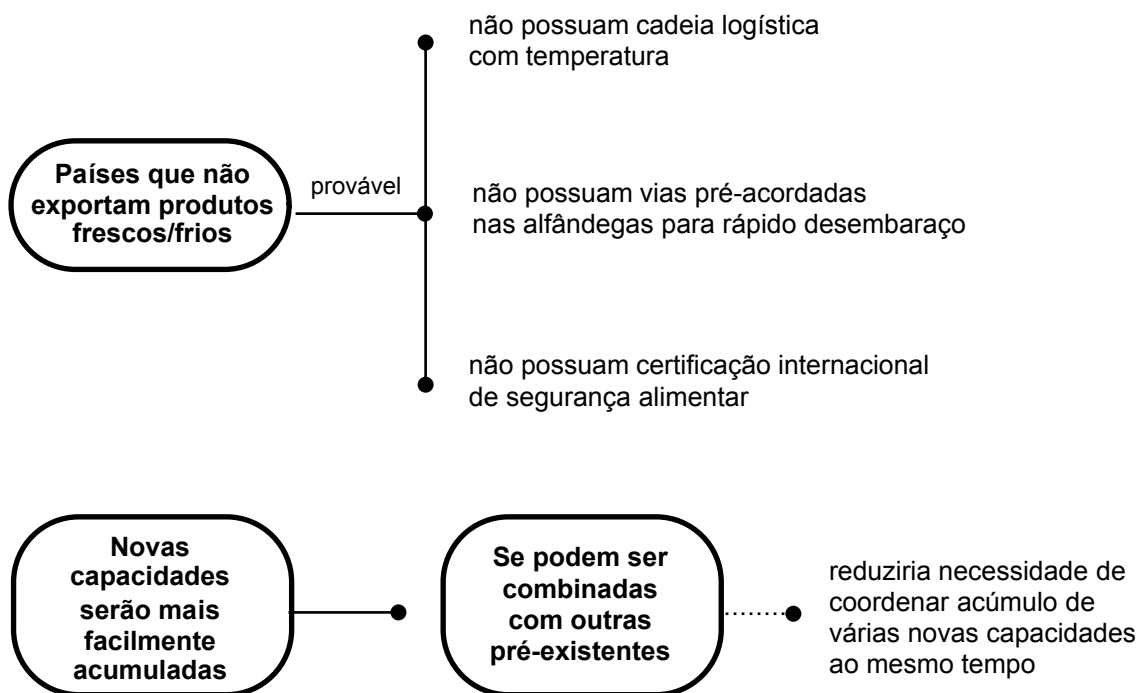 não possuam cadeia logística
com temperatura
Países que não
exportam produtos
frescos/frios
provável
não possuam vias pré-acordadas
nas alfândegas para rápido desembaraço
não possuam certificação internacional
de segurança alimentar
Novas
capacidades
serão mais
facilmente
acumuladas
Se podem ser
combinadas
com outras
pré-existentes
reduziria necessidade de
coordenar acúmulo de
várias novas capacidades
ao mesmo tempo